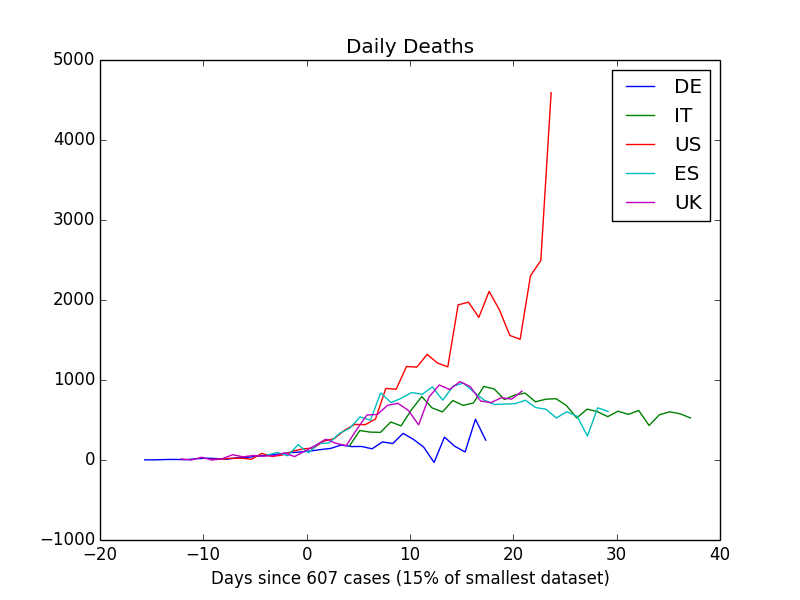 Daily Deaths
5000
4000
3000
2000
1000
0
−1000
−20
−10
0
10
20
30
40
Days since 607 cases (15% of smallest dataset)
DE
IT
US
ES
UK